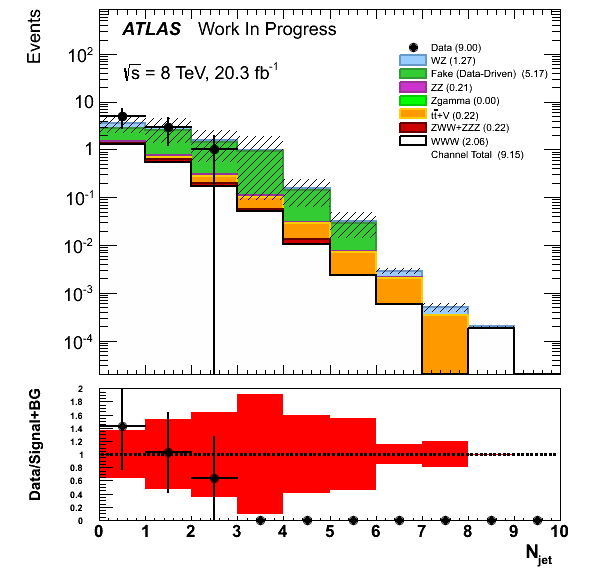 ATLAS Work In Progress
√s = 8 TeV, 20.3 fb⁻¹
Events
10²
10
1
10⁻¹
10⁻²
10⁻³
10⁻⁴
Data (9.00)
WZ (1.27)
Fake (Data-Driven) (5.17)
ZZ (0.21)
Zgamma (0.00)
tt̄+V (0.22)
ZWW+ZZZ (0.22)
WWW (2.06)
Channel Total (9.15)
Data/Signal+BG
2
1.8
1.6
1.4
1.2
1
0.8
0.6
0.4
0.2
0
0 1 2 3 4 5 6 7 8 9 10
N_jet